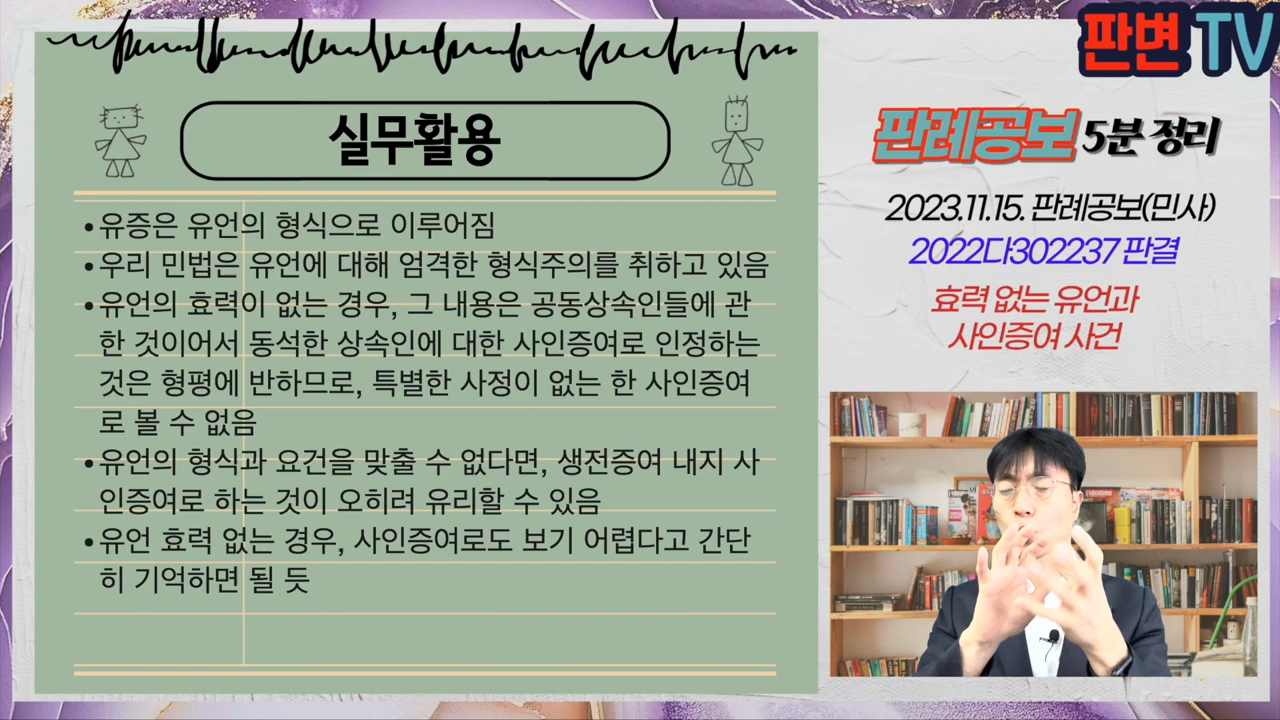 판변 TV
실무활용
• 유증은 유언의 형식으로 이루어짐
• 우리 민법은 유언에 대해 엄격한 형식주의를 취하고 있음
• 유언의 효력이 없는 경우, 그 내용은 공동상속인들에 관
한 것이어서 동석한 상속인에 대한 사인증여로 인정하는
것은 형평에 반하므로, 특별한 사정이 없는 한 사인증여
로 볼 수 없음
• 유언의 형식과 요건을 맞출 수 없다면, 생전증여 내지 사
인증여로 하는 것이 오히려 유리할 수 있음
• 유언 효력 없는 경우, 사인증여로도 보기 어렵다고 간단
히 기억하면 될 듯
판례공보 5분 정리
2023.11.15. 판례공보(민사)
2022다302237 판결
효력 없는 유언과
사인증여 사건